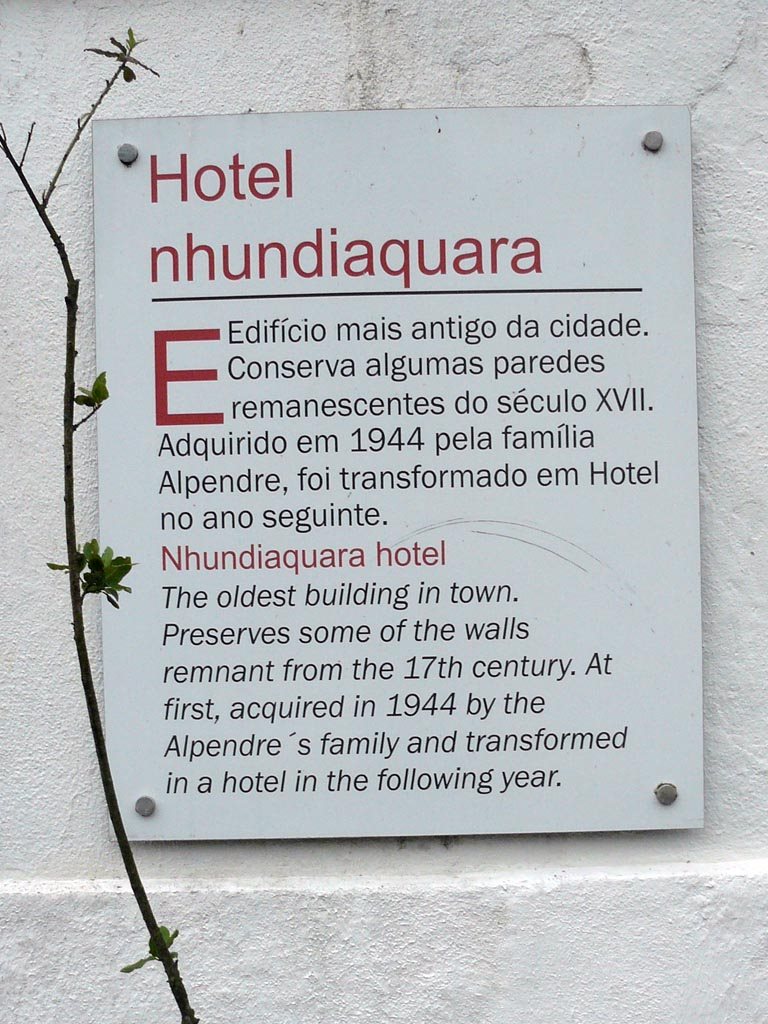 Hotel
nhundiaquara
E Edifício mais antigo da cidade.
Conserva algumas paredes
remanescentes do século XVII.
Adquirido em 1944 pela família
Alpendre, foi transformado em Hotel
no ano seguinte.
Nhundiaquara hotel
The oldest building in town.
Preserves some of the walls
remnant from the 17th century. At
first, acquired in 1944 by the
Alpendre´s family and transformed
in a hotel in the following year.